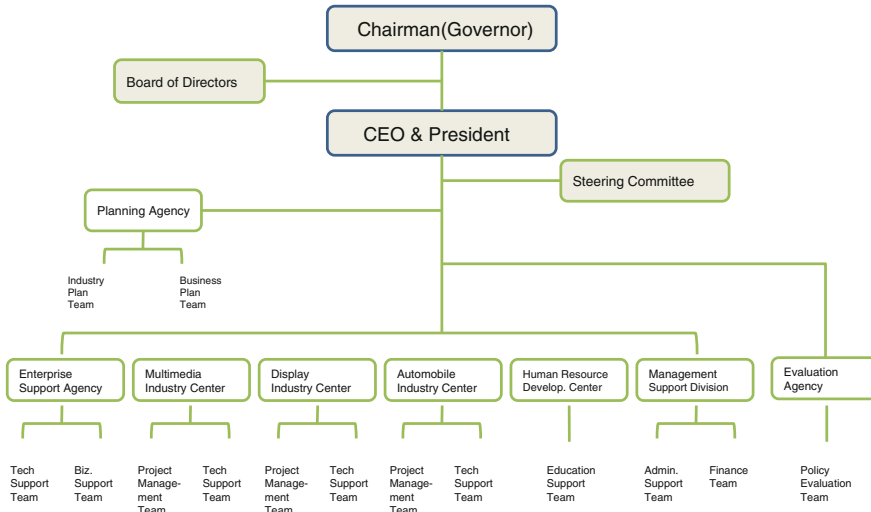 Chairman(Governor)
Board of Directors
CEO & President
Steering Committee
Planning Agency
Industry
Plan
Team
Business
Plan
Team
Enterprise
Support Agency
Multimedia
Industry Center
Display
Industry Center
Automobile
Industry Center
Human Resource
Develop. Center
Management
Support Division
Evaluation
Agency
Tech
Support
Team
Biz.
Support
Team
Project
Manage-
ment
Team
Tech
Support
Team
Project
Manage-
ment
Team
Tech
Support
Team
Project
Manage-
ment
Team
Tech
Support
Team
Education
Support
Team
Admin.
Support
Team
Finance
Team
Policy
Evaluation
Team